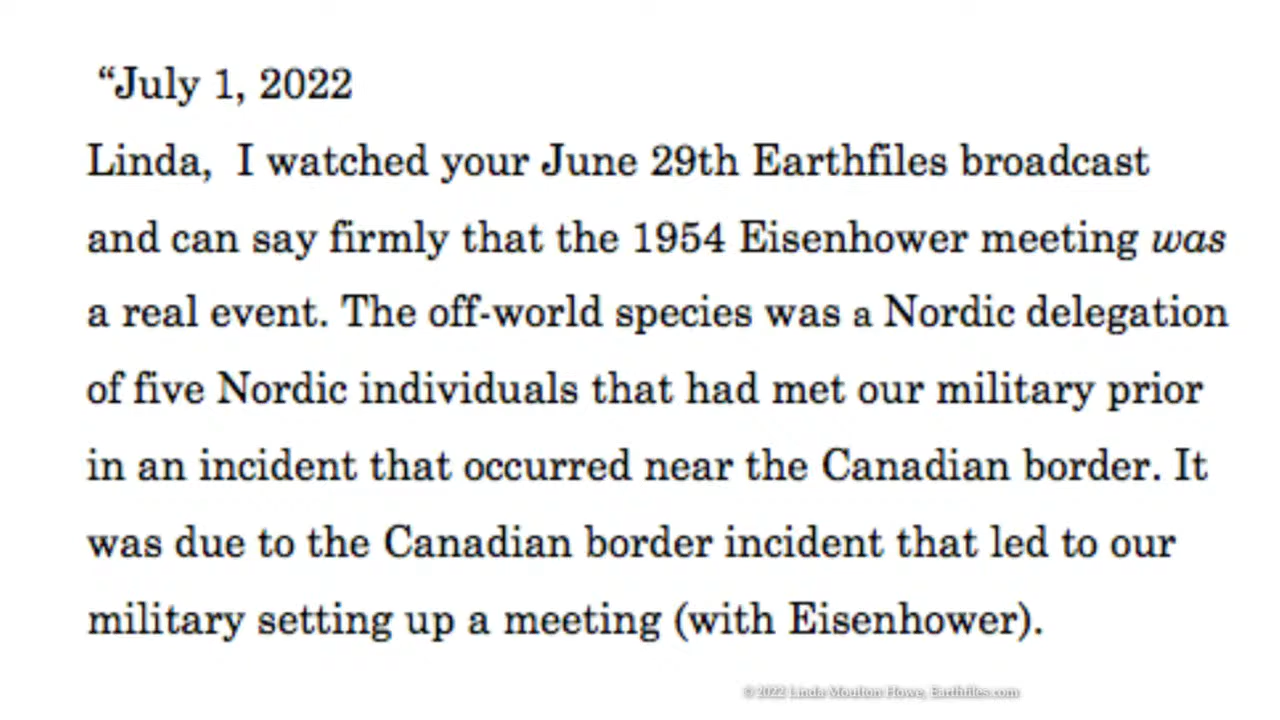 “July 1, 2022
Linda,  I watched your June 29th Earthfiles broadcast
and can say firmly that the 1954 Eisenhower meeting was
a real event. The off-world species was a Nordic delegation
of five Nordic individuals that had met our military prior
in an incident that occurred near the Canadian border. It
was due to the Canadian border incident that led to our
military setting up a meeting (with Eisenhower).
© 2022 Linda Moulton Howe, Earthfiles.com